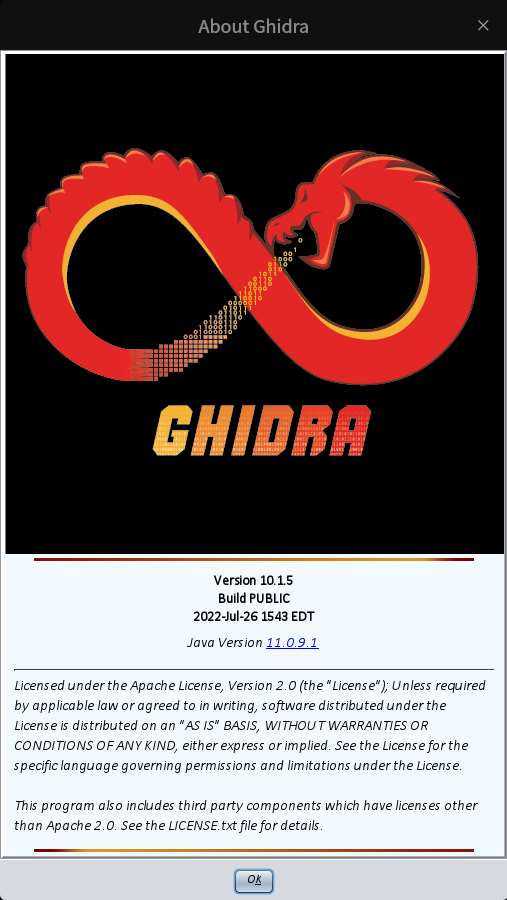 About Ghidra
GHIDRA
Version 10.1.5
Build PUBLIC
2022-Jul-26 1543 EDT
Java Version 11.0.9.1
Licensed under the Apache License, Version 2.0 (the "License"); Unless required
by applicable law or agreed to in writing, software distributed under the
License is distributed on an "AS IS" BASIS, WITHOUT WARRANTIES OR
CONDITIONS OF ANY KIND, either express or implied. See the License for the
specific language governing permissions and limitations under the License.
This program also includes third party components which have licenses other
than Apache 2.0. See the LICENSE.txt file for details.
Ok